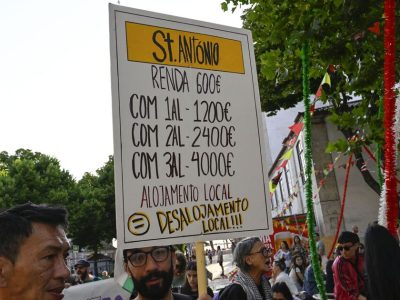 St. ANTÓNIO
RENDA 600€
COM 1AL - 1200€
COM 2AL - 2400€
COM 3AL - 4000€
ALOJAMENTO LOCAL
= DESALOJAMENTO
LOCAL!!!